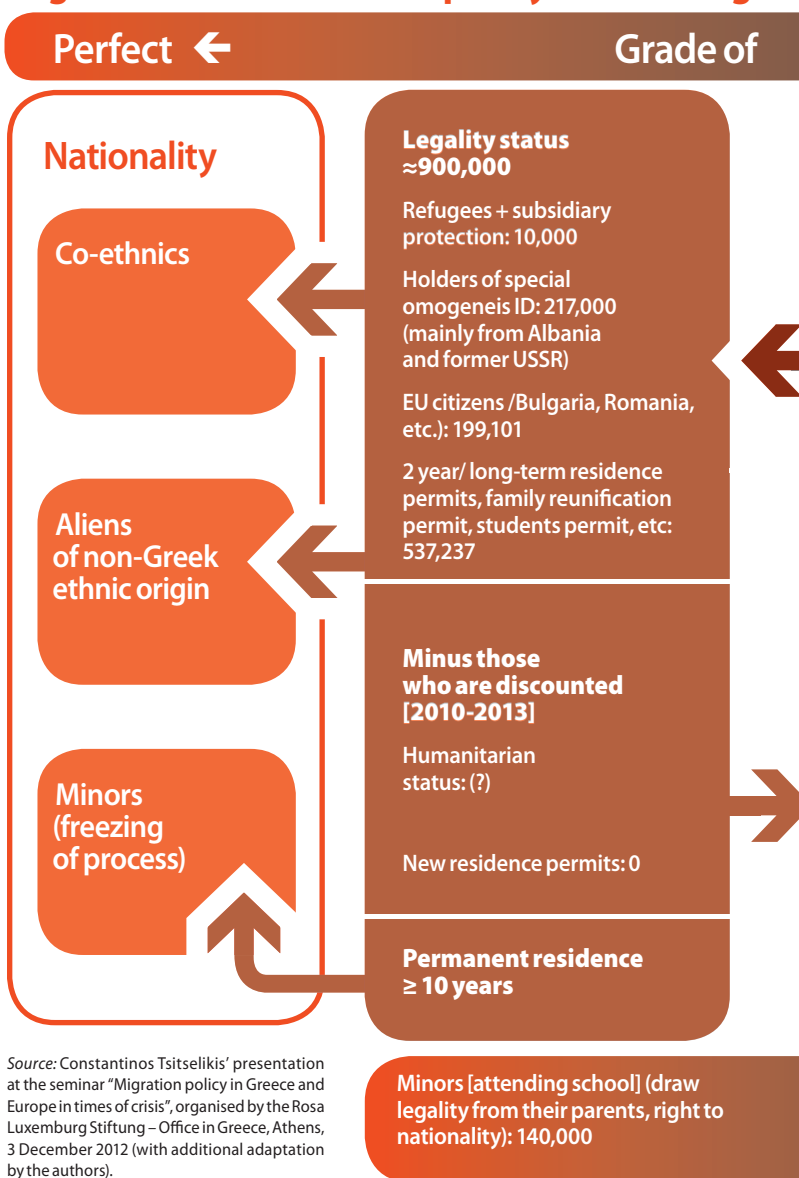 Perfect
Grade of
Nationality
Co-ethnics
Aliens
of non-Greek
ethnic origin
Minors
(freezing
of process)
Legality status
≈900,000
Refugees + subsidiary
protection: 10,000
Holders of special
omogeneis ID: 217,000
(mainly from Albania
and former USSR)
EU citizens /Bulgaria, Romania,
etc.): 199,101
2 year/ long-term residence
permits, family reunification
permit, students permit, etc:
537,237
Minus those
who are discounted
[2010-2013]
Humanitarian
status: (?)
New residence permits: 0
Permanent residence
≥ 10 years
Source: Constantinos Tsitselikis’ presentation
at the seminar “Migration policy in Greece and
Europe in times of crisis”, organised by the Rosa
Luxemburg Stiftung – Office in Greece, Athens,
3 December 2012 (with additional adaptation
by the authors).
Minors [attending school] (draw
legality from their parents, right to
nationality): 140,000